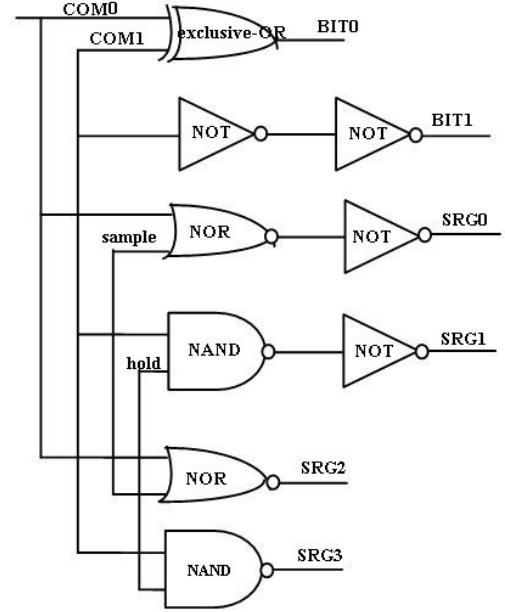 COM0
exclusive-OR
BIT0
COM1
NOT
NOT
BIT1
NOR
NOT
SRG0
sample
NAND
NOT
SRG1
hold
NOR
SRG2
NAND
SRG3